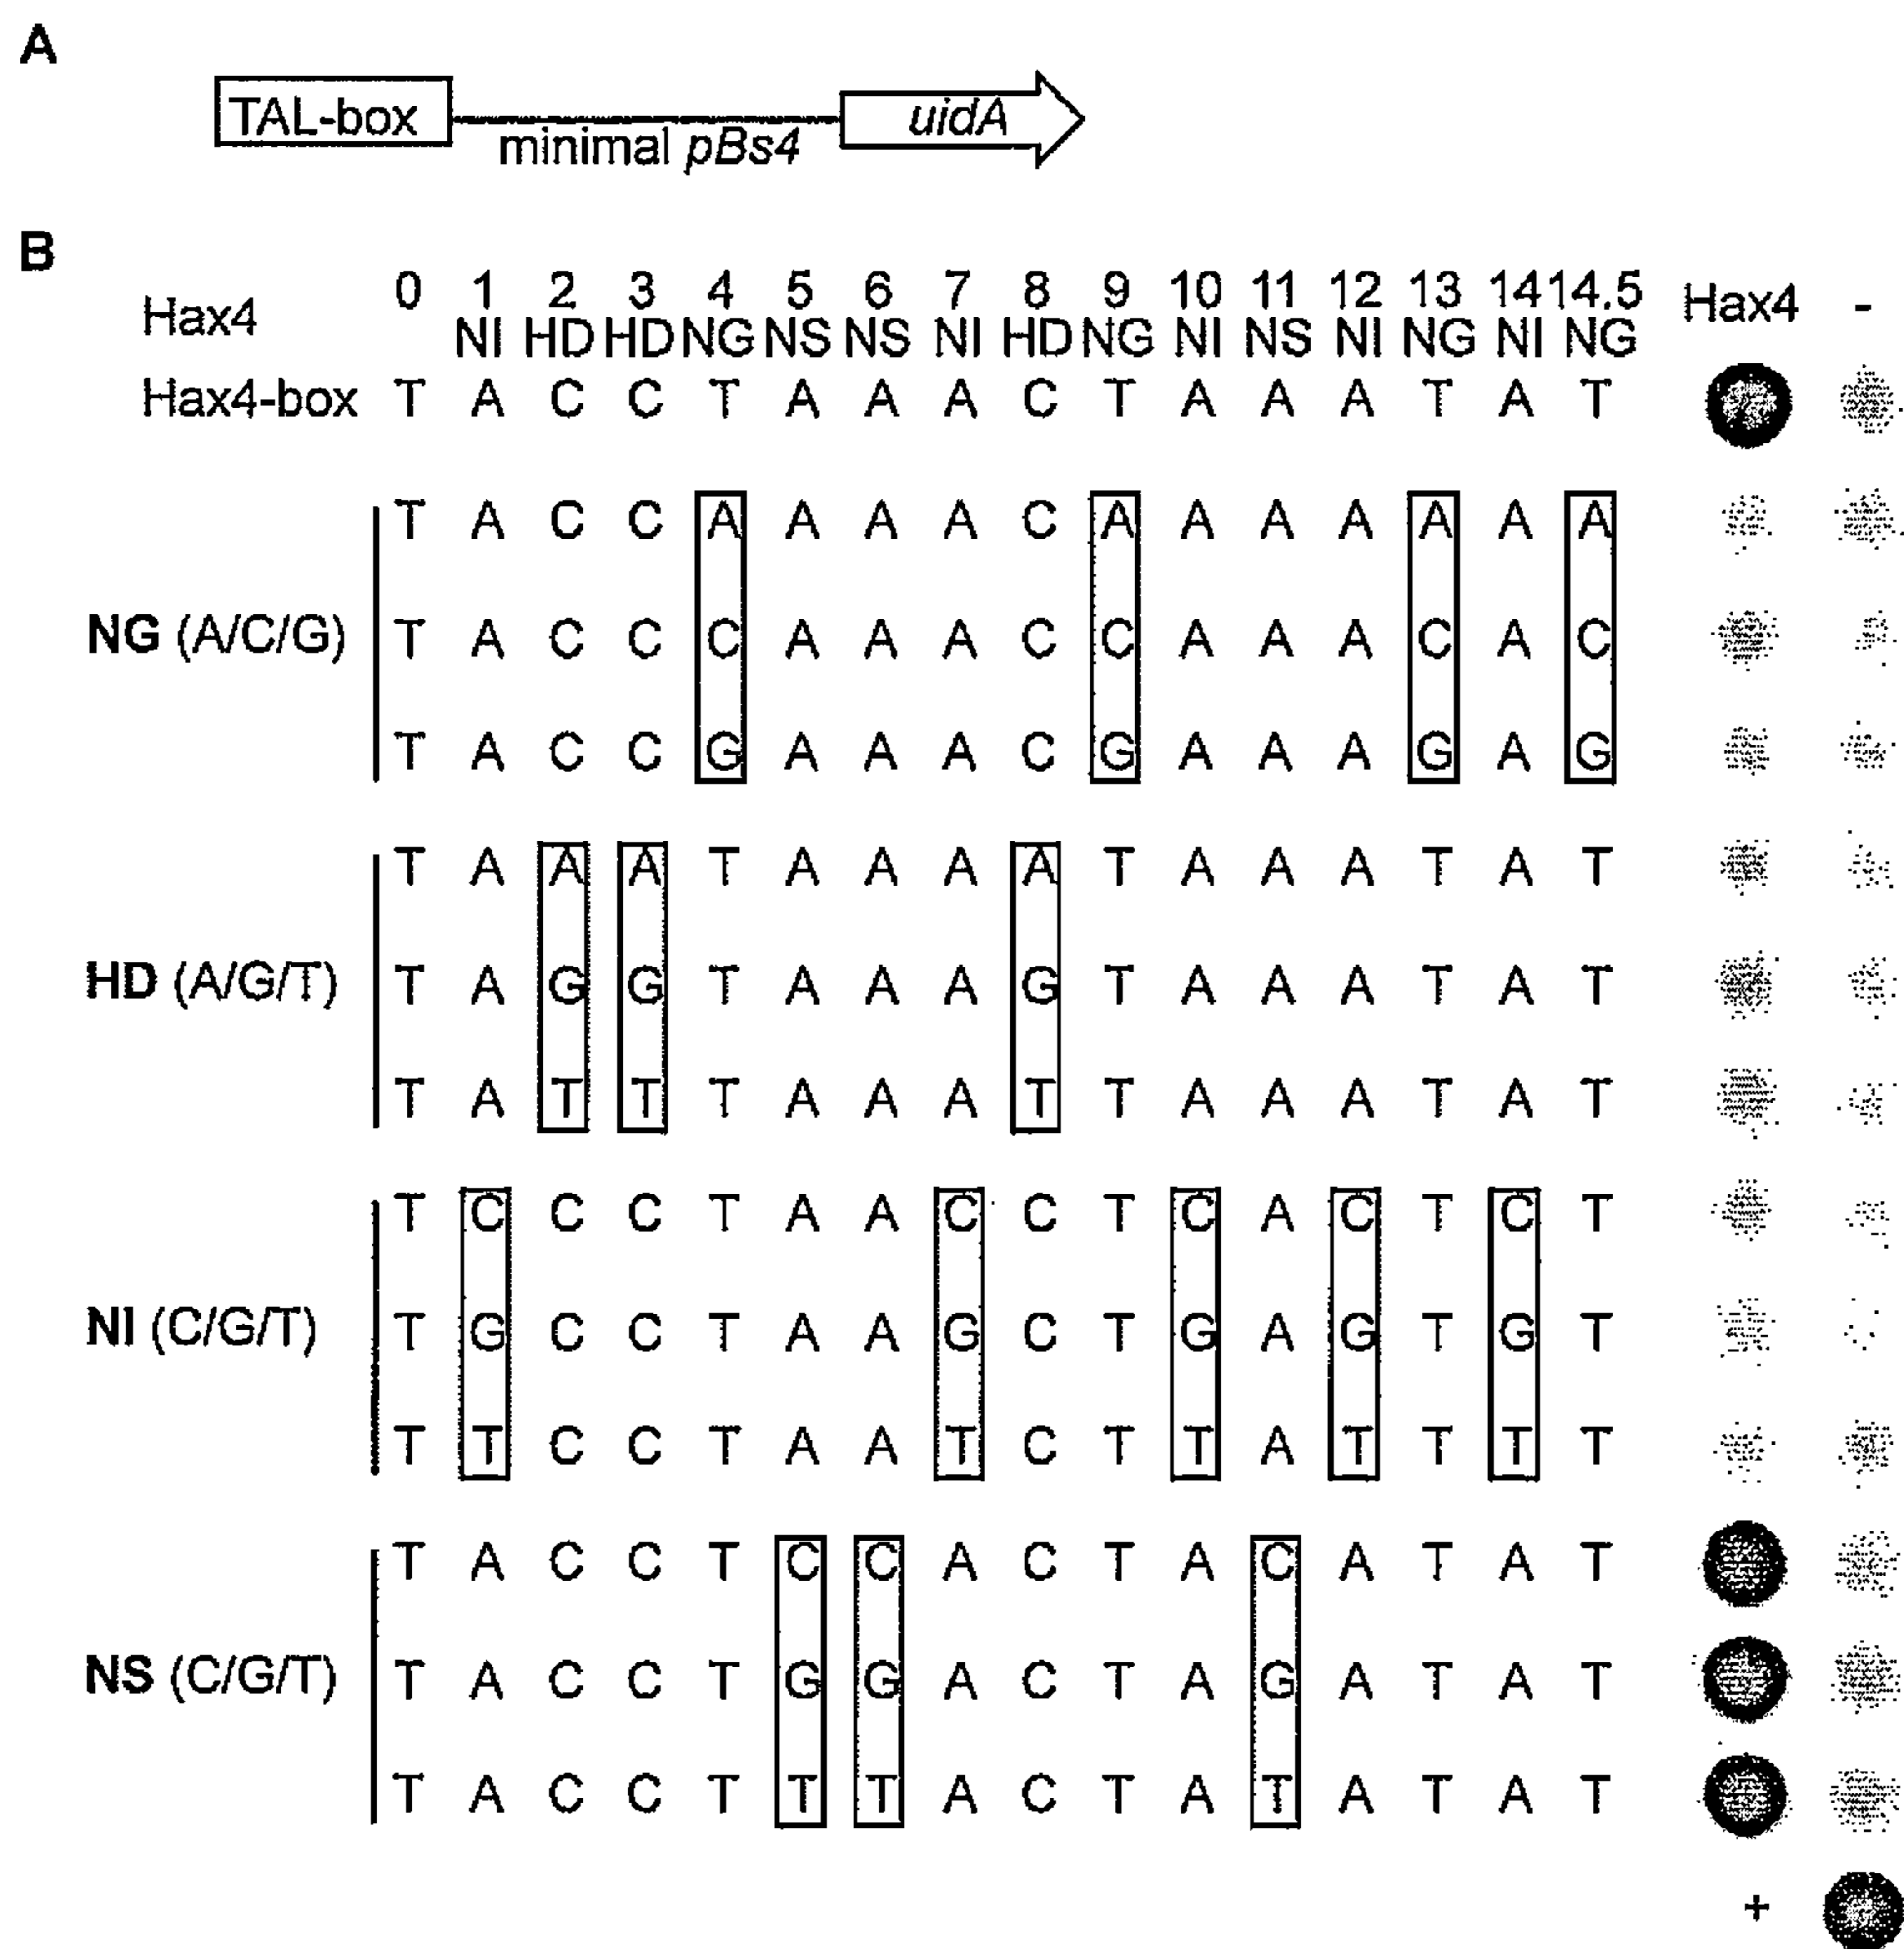 A
TAL-box
minimal pBs4
uidA
B
0 1 2 3 4 5 6 7 8 9 10 11 12 13 14 14.5 Hax4 -
Hax4 NI HD HD NG NS NS NI HD NG NI NS NI NG NI NG
Hax4-box T A C C T A A A C T A A A T A T
T A C C A A A A C A A A A A A A
NG (A/C/G) T A C C C A A A C C A A A C A C
T A C C G A A A C G A A A G A G
T A A A T A A A A T A A A T A T
HD (A/G/T) T A G G T A A A G T A A A T A T
T A T T T A A A T T A A A T A T
T C C C T A A C C T C A C T C T
NI (C/G/T) T G C C T A A G C T G A G T G T
T T C C T A A T C T T A T T T T
T A C C T C C A C T A C A T A T
NS (C/G/T) T A C C T G G A C T A G A T A T
T A C C T T T A C T A T A T A T
+